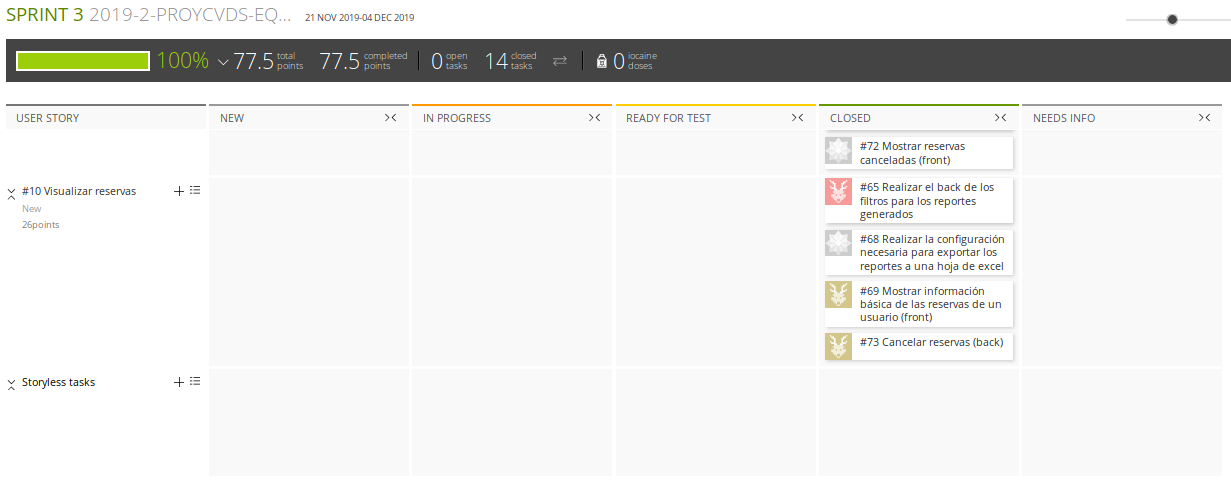 SPRINT 3 2019-2-PROYCVDS-EQ... 21 NOV 2019-04 DEC 2019
100% 77.5 total points 77.5 completed points 0 open tasks 14 closed tasks 0 iocaine doses
USER STORY NEW IN PROGRESS READY FOR TEST CLOSED NEEDS INFO
#72 Mostrar reservas
canceladas (front)
#10 Visualizar reservas
New
26points
#65 Realizar el back de los
filtros para los reportes
generados
#68 Realizar la configuración
necesaria para exportar los
reportes a una hoja de excel
#69 Mostrar información
básica de las reservas de un
usuario (front)
#73 Cancelar reservas (back)
Storyless tasks